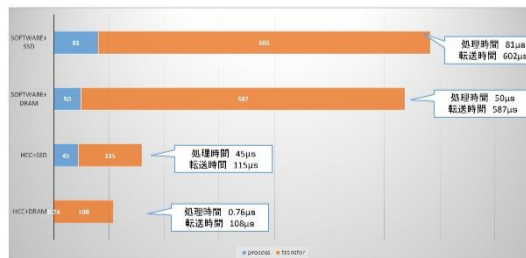 SOFTWARE+
SSD
81
602
処理時間 81μs
転送時間 602μs
SOFTWARE+
DRAM
50
587
処理時間 50μs
転送時間 587μs
HCC+SSD
45
115
処理時間 45μs
転送時間 115μs
HCC+DRAM
0.76
108
処理時間 0.76μs
転送時間 108μs
process
transfer